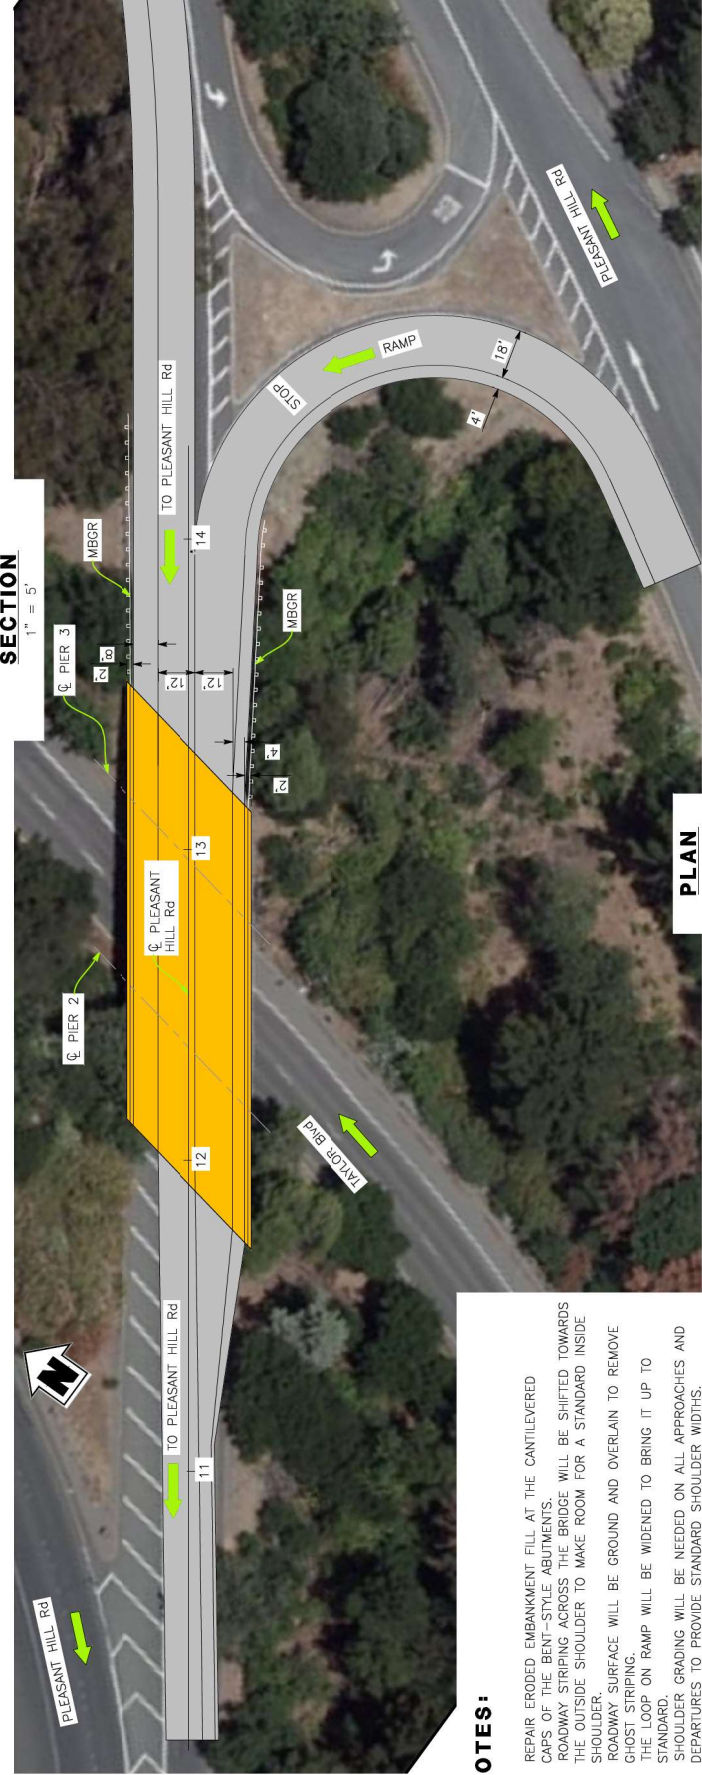 SECTION
1" = 5'
PLEASANT HILL Rd
N
TO PLEASANT HILL Rd
11
12
℄ PIER 2
℄ PLEASANT
HILL Rd
13
℄ PIER 3
MBGR
2'
8'
12'
12'
4'
2'
TO PLEASANT HILL Rd
14
MBGR
STOP
RAMP
4'
18'
PLEASANT HILL Rd
TAYLOR Blvd
PLAN
OTES:
REPAIR ERODED EMBANKMENT FILL AT THE CANTILEVERED
CAPS OF THE BENT-STYLE ABUTMENTS.
ROADWAY STRIPING ACROSS THE BRIDGE WILL BE SHIFTED TOWARDS
THE OUTSIDE SHOULDER TO MAKE ROOM FOR A STANDARD INSIDE
SHOULDER.
ROADWAY SURFACE WILL BE GROUND AND OVERLAIN TO REMOVE
GHOST STRIPING.
THE LOOP ON RAMP WILL BE WIDENED TO BRING IT UP TO
STANDARD.
SHOULDER GRADING WILL BE NEEDED ON ALL APPROACHES AND
DEPARTURES TO PROVIDE STANDARD SHOULDER WIDTHS.